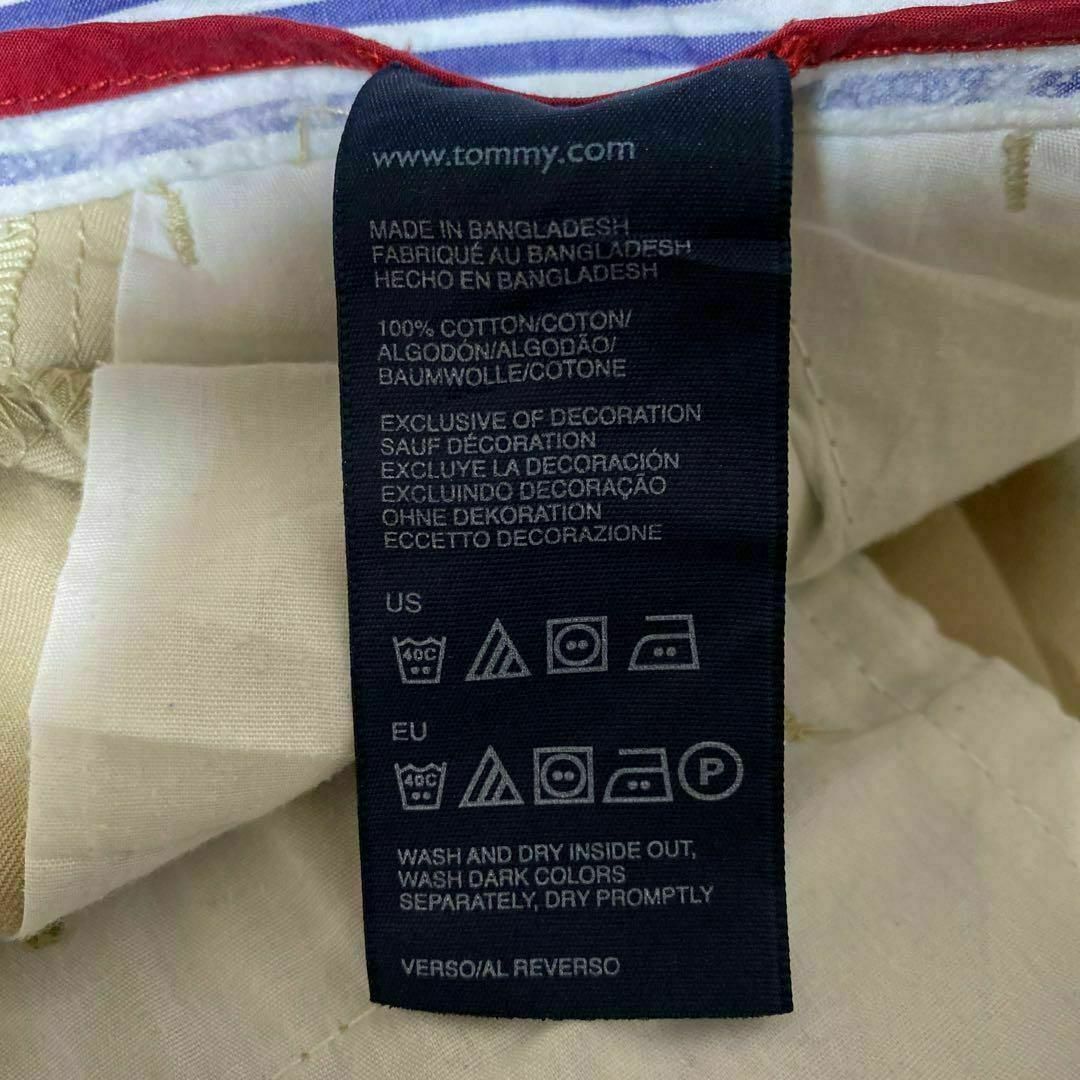 www.tommy.com
MADE IN BANGLADESH
FABRIQUÉ AU BANGLADESH
HECHO EN BANGLADESH
100% COTTON/COTON/
ALGODÓN/ALGODÃO/
BAUMWOLLE/COTONE
EXCLUSIVE OF DECORATION
SAUF DÉCORATION
EXCLUYE LA DECORACIÓN
EXCLUINDO DECORAÇAO
OHNE DEKORATION
ECCETTO DECORAZIONE
US
40C
EU
40C P
WASH AND DRY INSIDE OUT,
WASH DARK COLORS
SEPARATELY, DRY PROMPTLY
VERSO/AL REVERSO